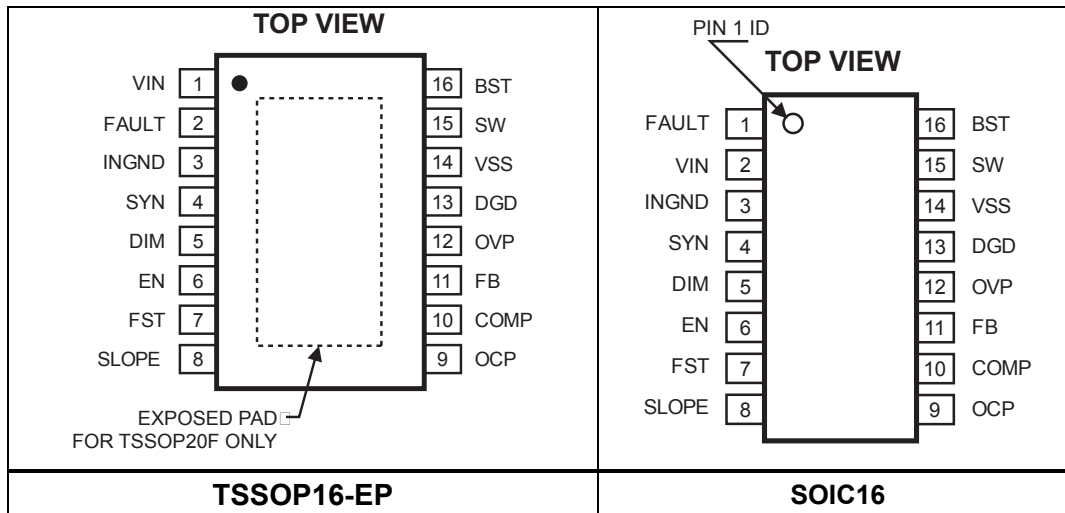 TOP VIEW
VIN 1
FAULT 2
INGND 3
SYN 4
DIM 5
EN 6
FST 7
SLOPE 8
16 BST
15 SW
14 VSS
13 DGD
12 OVP
11 FB
10 COMP
9 OCP
EXPOSED PAD
FOR TSSOP20F ONLY
TSSOP16-EP
PIN 1 ID
TOP VIEW
FAULT 1
VIN 2
INGND 3
SYN 4
DIM 5
EN 6
FST 7
SLOPE 8
16 BST
15 SW
14 VSS
13 DGD
12 OVP
11 FB
10 COMP
9 OCP
SOIC16